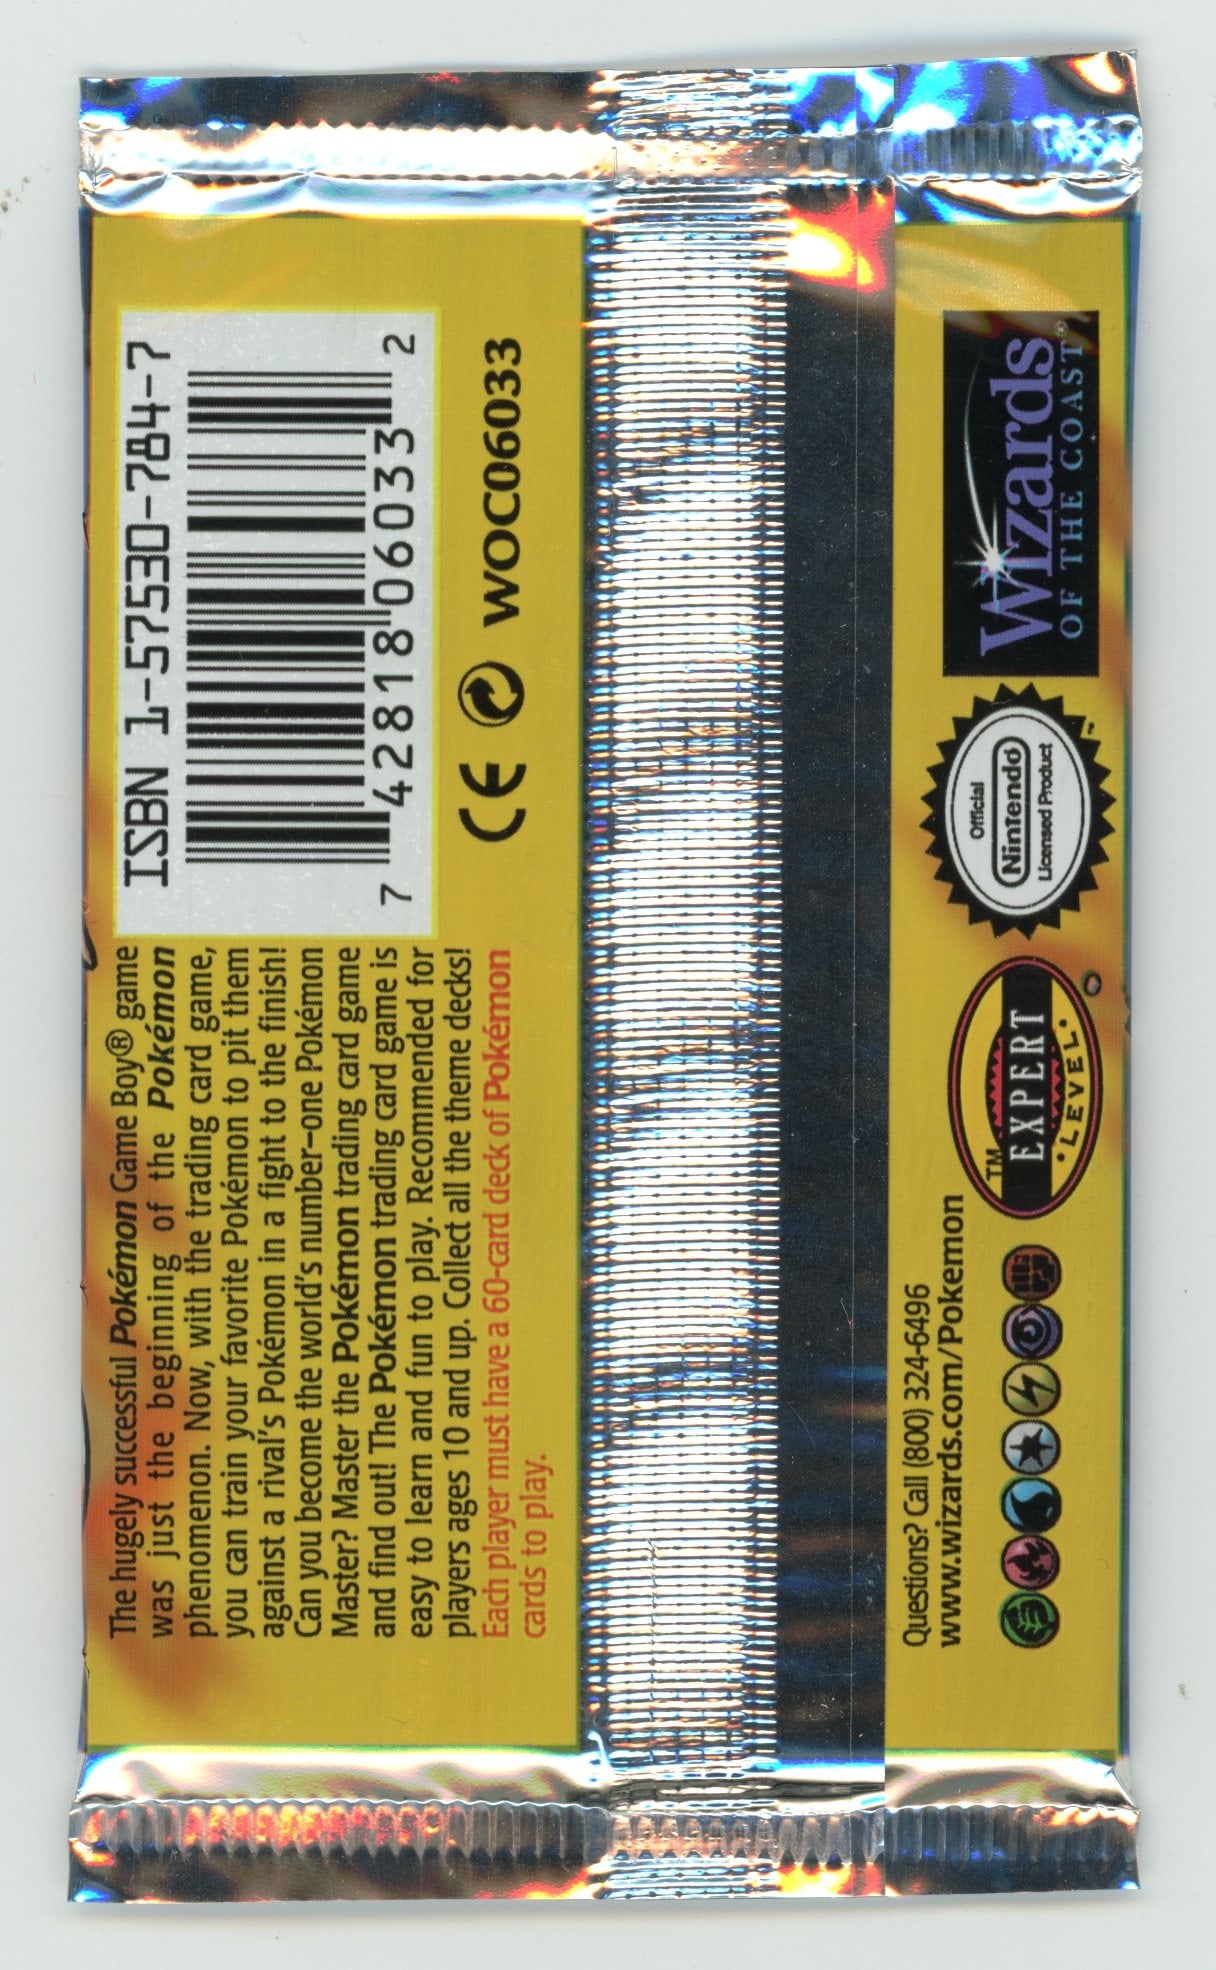 The hugely successful Pokémon Game Boy® game
was just the beginning of the Pokémon
phenomenon. Now, with the trading card game,
you can train your favorite Pokémon to pit them
against a rival's Pokémon in a fight to the finish!
Can you become the world's number-one Pokémon
Master? Master the Pokémon trading card game
and find out! The Pokémon trading card game is
easy to learn and fun to play. Recommended for
players ages 10 and up. Collect all the theme decks!
Each player must have a 60-card deck of Pokémon
cards to play.
ISBN 1-57530-784-7
7 42818 06033 2
CE WOC06033
Questions? Call (800) 324-6496
www.wizards.com/Pokemon
TM
EXPERT
• LEVEL •
Official
Nintendo
Licensed Product
™
Wizards
OF THE COAST®